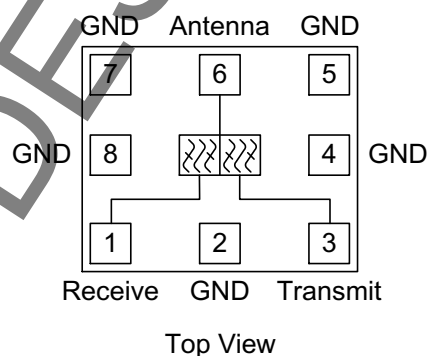 GND Antenna GND
7 6 5
GND 8 4 GND
1 2 3
Receive GND Transmit
Top View